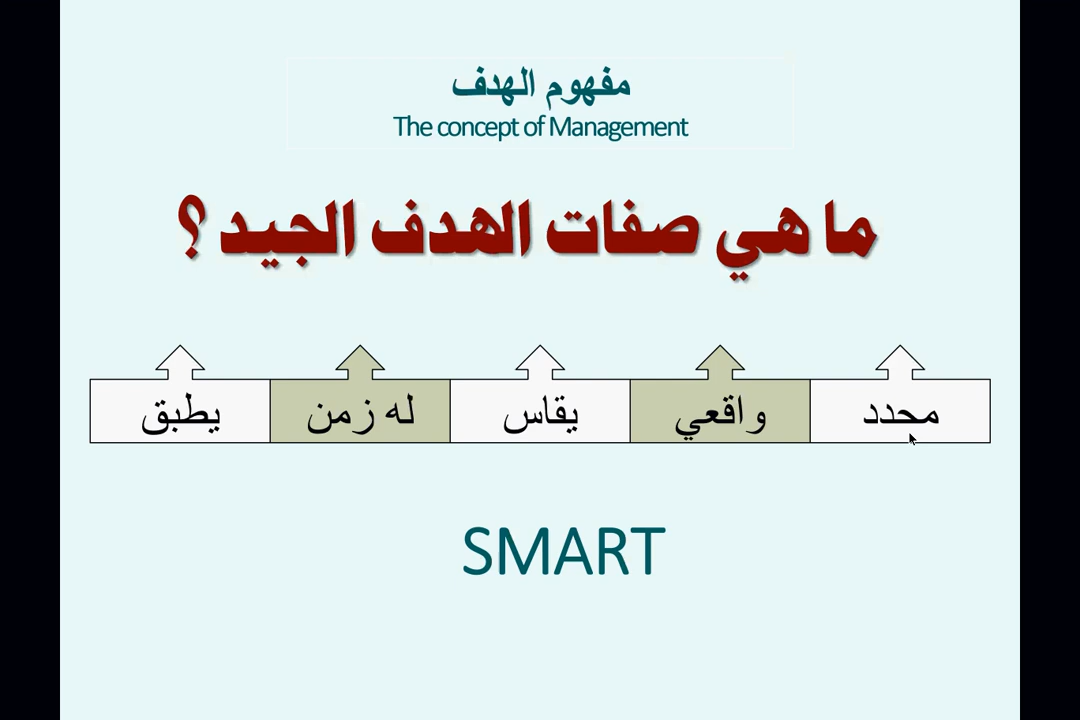 مفهوم الهدف
The concept of Management
ما هي صفات الهدف الجيد ؟
محدد واقعي يقاس له زمن يطبق
SMART